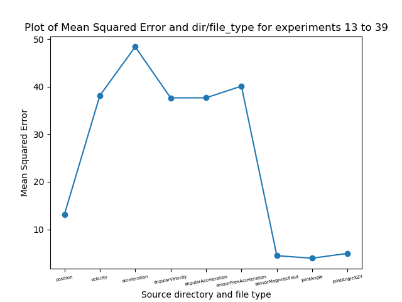 Plot of Mean Squared Error and dir/file_type for experiments 13 to 39
50
40
30
20
10
Mean Squared Error
position
velocity
acceleration
angularVelocity
angularAcceleration
sensorFreeAcceleration
sensorMagneticField
jointAngle
jointAngleXZY
Source directory and file type